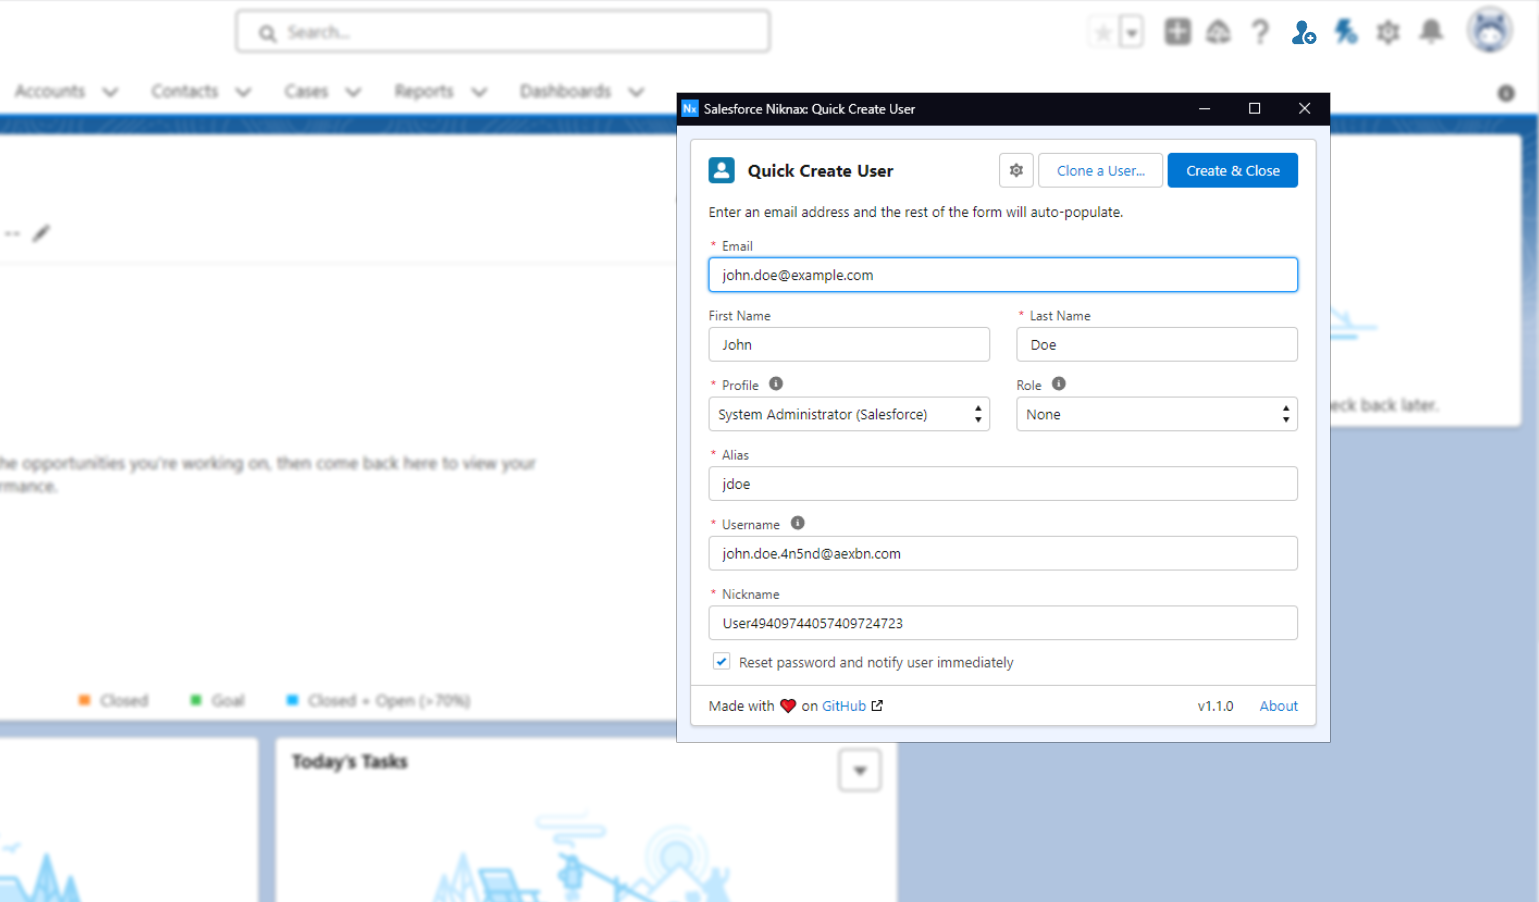 Search...
Accounts
Contacts
Cases
Reports
Dashboards
Nx Salesforce Niknax: Quick Create User
Quick Create User
Clone a User...
Create & Close
Enter an email address and the rest of the form will auto-populate.
* Email
john.doe@example.com
First Name
* Last Name
John
Doe
* Profile
Role
System Administrator (Salesforce)
None
* Alias
jdoe
* Username
john.doe.4n5nd@aexbn.com
* Nickname
User49409744057409724723
Reset password and notify user immediately
Made with ❤ on GitHub
v1.1.0
About
--
eck back later.
he opportunities you're working on, then come back here to view your
rmance.
Closed
Goal
Closed + Open (>70%)
Today's Tasks